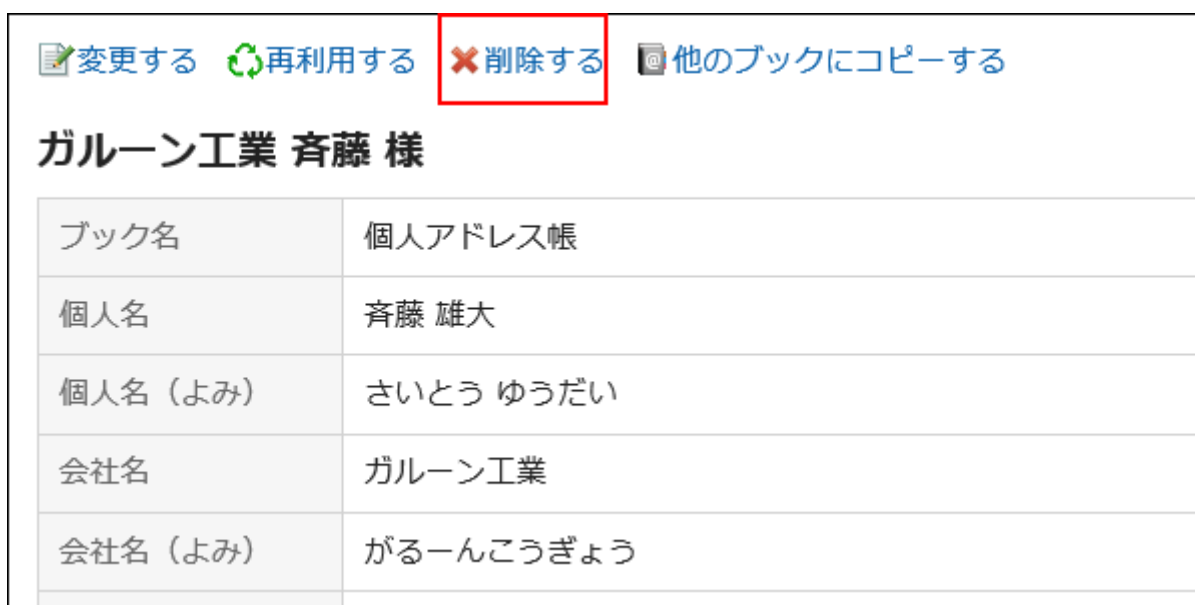 変更する 再利用する 削除する 他のブックにコピーする
ガルーン工業 斉藤 様
ブック名 個人アドレス帳
個人名 斉藤 雄大
個人名（よみ） さいとう ゆうだい
会社名 ガルーン工業
会社名（よみ） がるーんこうぎょう